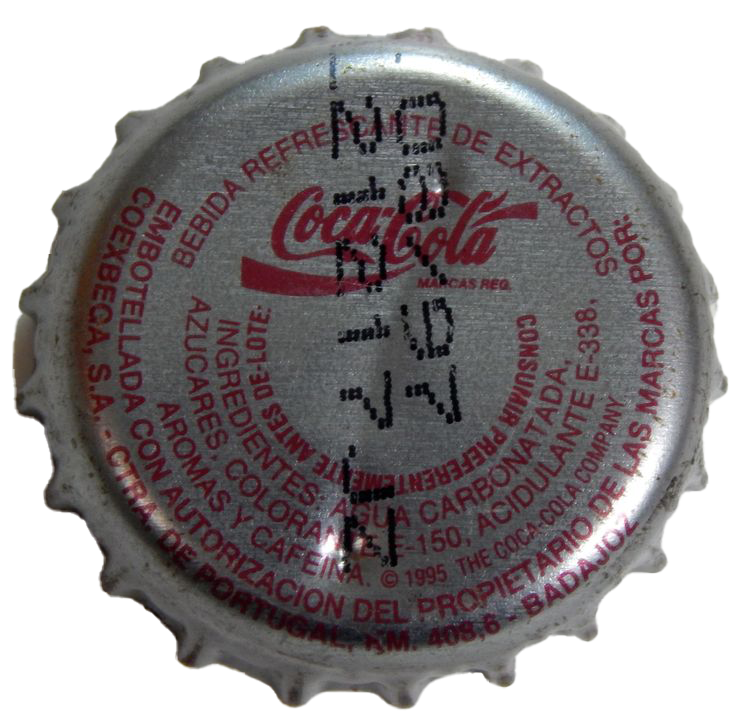 BEBIDA REFRESCANTE DE EXTRACTOS
Coca-Cola
MARCAS REG.
CONSUMIR PREFERENTEMENTE ANTES DE-LOTE:
INGREDIENTES: AGUA CARBONATADA,
AZUCARES, COLORANTE E-150, ACIDULANTE E-338,
AROMAS Y CAFEINA. © 1995 THE COCA-COLA COMPANY
EMBOTELLADA CON AUTORIZACION DEL PROPIETARIO DE LAS MARCAS POR:
COEXBECA, S.A. - CTRA. DE PORTUGAL, KM. 408,6 - BADAJOZ